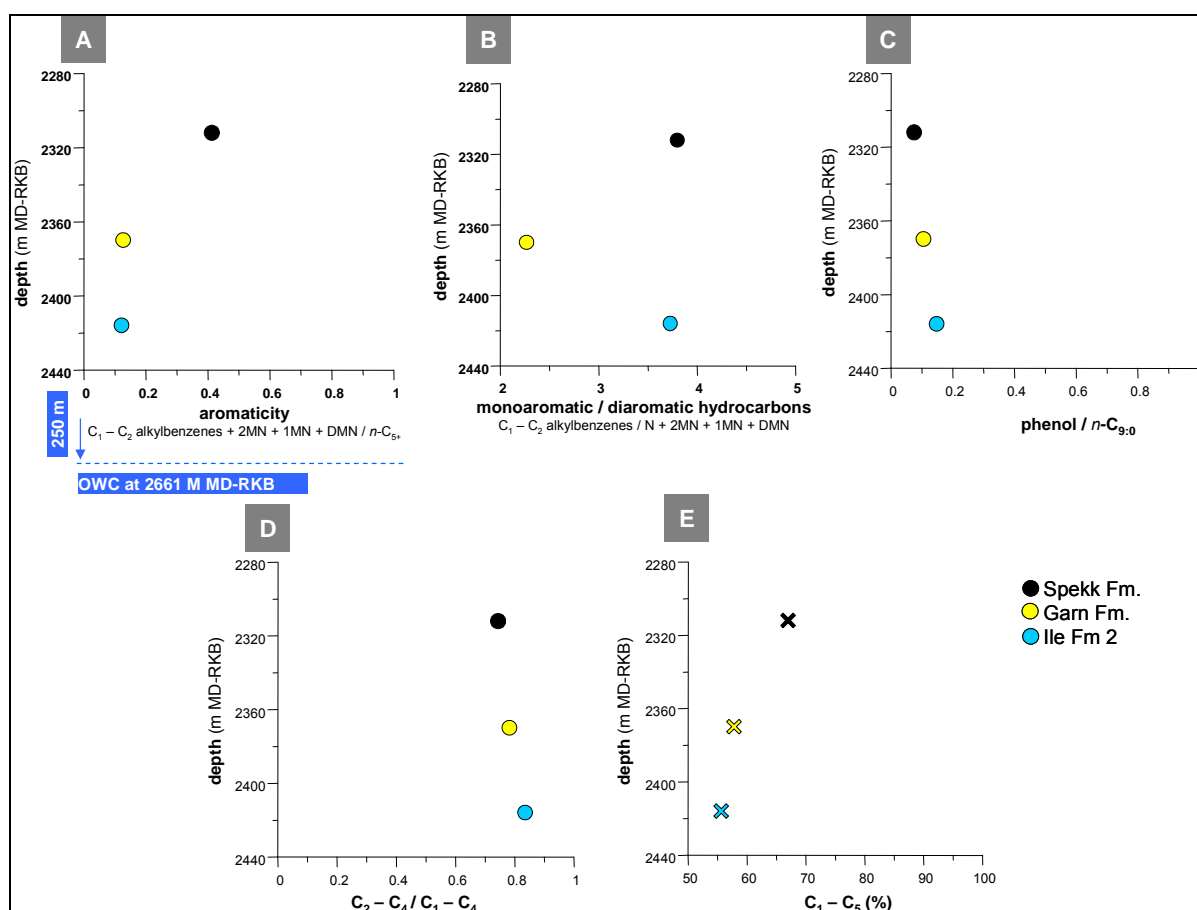 A
B
C
2280
2320
2360
2400
2440
depth (m MD-RKB)
0 0.2 0.4 0.6 0.8 1
aromaticity
C₁ – C₂ alkylbenzenes + 2MN + 1MN + DMN / n-C₅₊
250 m
OWC at 2661 M MD-RKB
2280
2320
2360
2400
2440
depth (m MD-RKB)
2 3 4 5
monoaromatic / diaromatic hydrocarbons
C₁ – C₂ alkylbenzenes / N + 2MN + 1MN + DMN
2280
2320
2360
2400
2440
depth (m MD-RKB)
0 0.2 0.4 0.6 0.8
phenol / n-C₉:₀
D
E
2280
2320
2360
2400
2440
depth (m MD-RKB)
0 0.2 0.4 0.6 0.8 1
C₂ – C₄ / C₁ – C₄
2280
2320
2360
2400
2440
depth (m MD-RKB)
50 60 70 80 90 100
C₁ – C₅ (%)
Spekk Fm.
Garn Fm.
Ile Fm 2